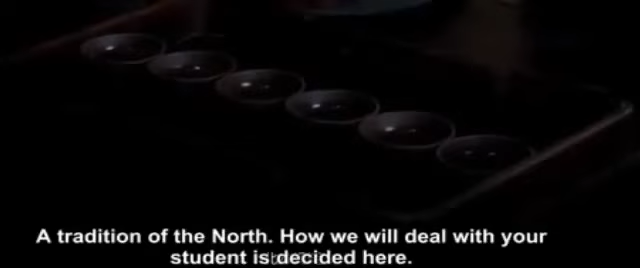 A tradition of the North. How we will deal with your
student is decided here.